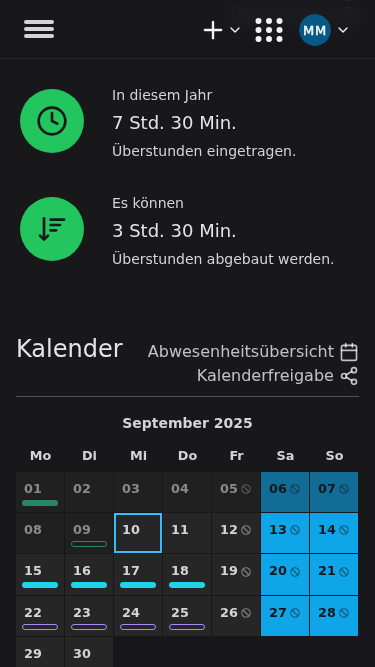 MM
In diesem Jahr
7 Std. 30 Min.
Überstunden eingetragen.
Es können
3 Std. 30 Min.
Überstunden abgebaut werden.
Kalender
Abwesenheitsübersicht
Kalenderfreigabe
September 2025
Mo Di Mi Do Fr Sa So
01 02 03 04 05 06 07
08 09 10 11 12 13 14
15 16 17 18 19 20 21
22 23 24 25 26 27 28
29 30